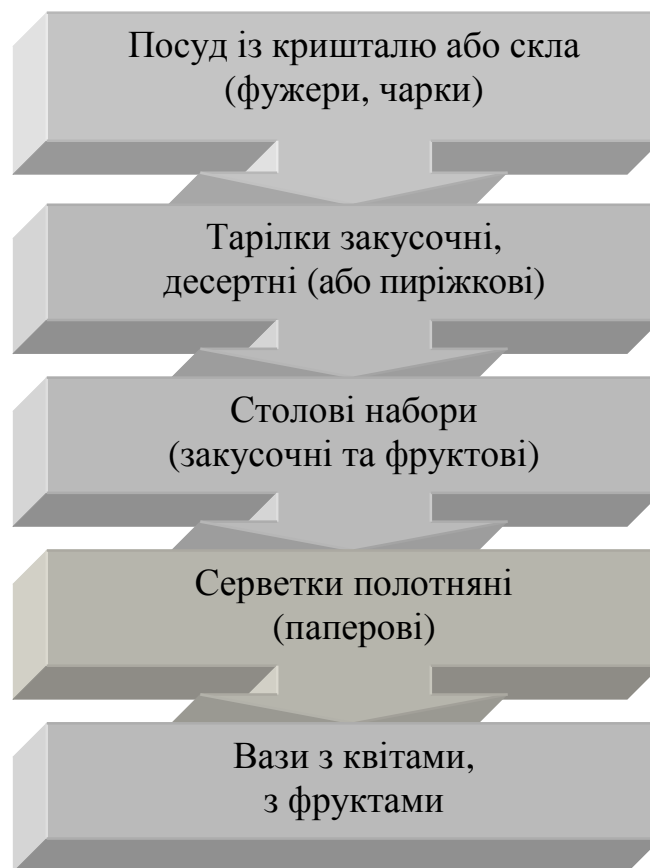 Посуд із кришталю або скла
(фужери, чарки)
Тарілки закусочні,
десертні (або пиріжкові)
Столові набори
(закусочні та фруктові)
Серветки полотняні
(паперові)
Вази з квітами,
з фруктами